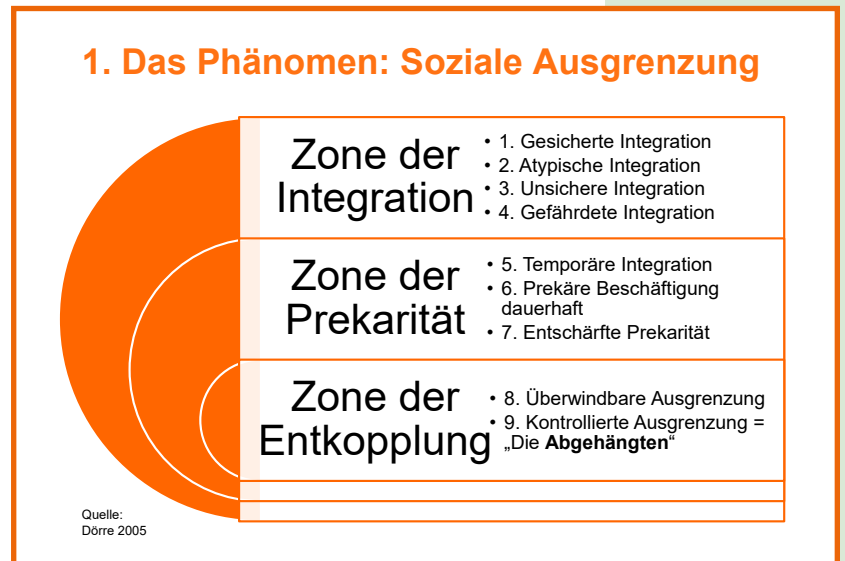 1. Das Phänomen: Soziale Ausgrenzung
Zone der
Integration
• 1. Gesicherte Integration
• 2. Atypische Integration
• 3. Unsichere Integration
• 4. Gefährdete Integration
Zone der
Prekarität
• 5. Temporäre Integration
• 6. Prekäre Beschäftigung
dauerhaft
• 7. Entschärfte Prekarität
Zone der
Entkopplung
• 8. Überwindbare Ausgrenzung
• 9. Kontrollierte Ausgrenzung =
„Die Abgehängten“
Quelle:
Dörre 2005